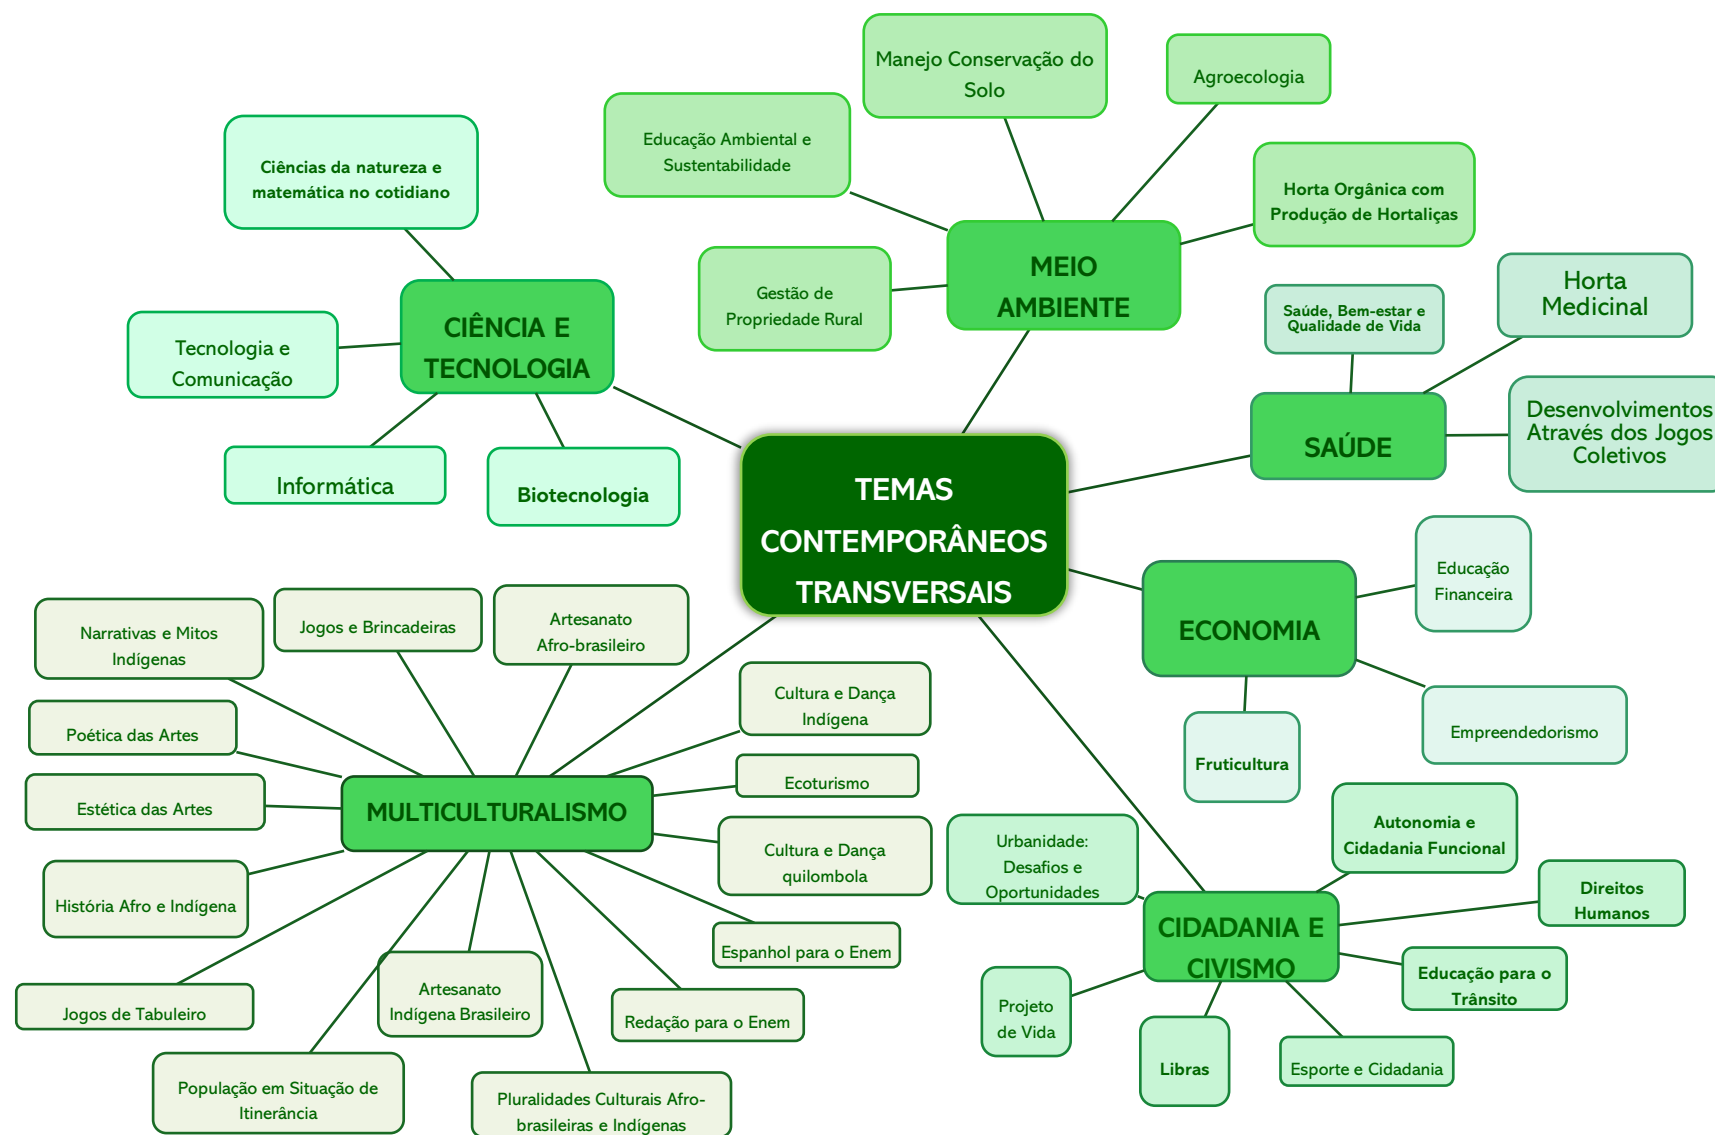 TEMAS
CONTEMPORÂNEOS
TRANSVERSAIS
MEIO
AMBIENTE
Manejo Conservação do
Solo
Agroecologia
Educação Ambiental e
Sustentabilidade
Horta Orgânica com
Produção de Hortaliças
Gestão de
Propriedade Rural
CIÊNCIA E
TECNOLOGIA
Ciências da natureza e
matemática no cotidiano
Tecnologia e
Comunicação
Informática
Biotecnologia
SAÚDE
Saúde, Bem-estar e
Qualidade de Vida
Horta
Medicinal
Desenvolvimentos
Através dos Jogos
Coletivos
ECONOMIA
Educação
Financeira
Empreendedorismo
Fruticultura
MULTICULTURALISMO
Narrativas e Mitos
Indígenas
Jogos e Brincadeiras
Artesanato
Afro-brasileiro
Cultura e Dança
Indígena
Poética das Artes
Ecoturismo
Estética das Artes
Cultura e Dança
quilombola
História Afro e Indígena
Espanhol para o Enem
Jogos de Tabuleiro
Artesanato
Indígena Brasileiro
Redação para o Enem
População em Situação de
Itinerância
Pluralidades Culturais Afro-
brasileiras e Indígenas
CIDADANIA E
CIVISMO
Urbanidade:
Desafios e
Oportunidades
Autonomia e
Cidadania Funcional
Direitos
Humanos
Educação para o
Trânsito
Projeto
de Vida
Libras
Esporte e Cidadania